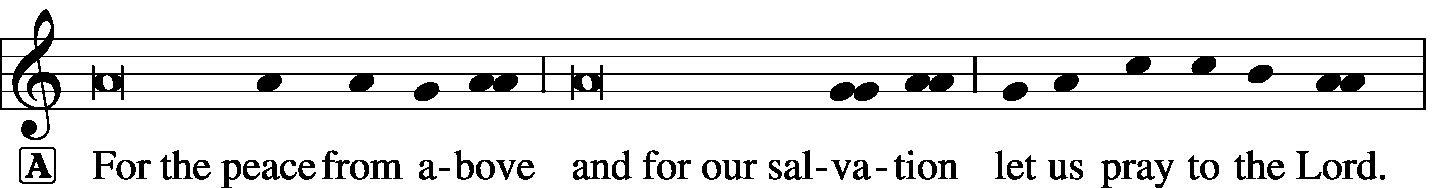 A For the peace from a-bove and for our sal-va-tion let us pray to the Lord.